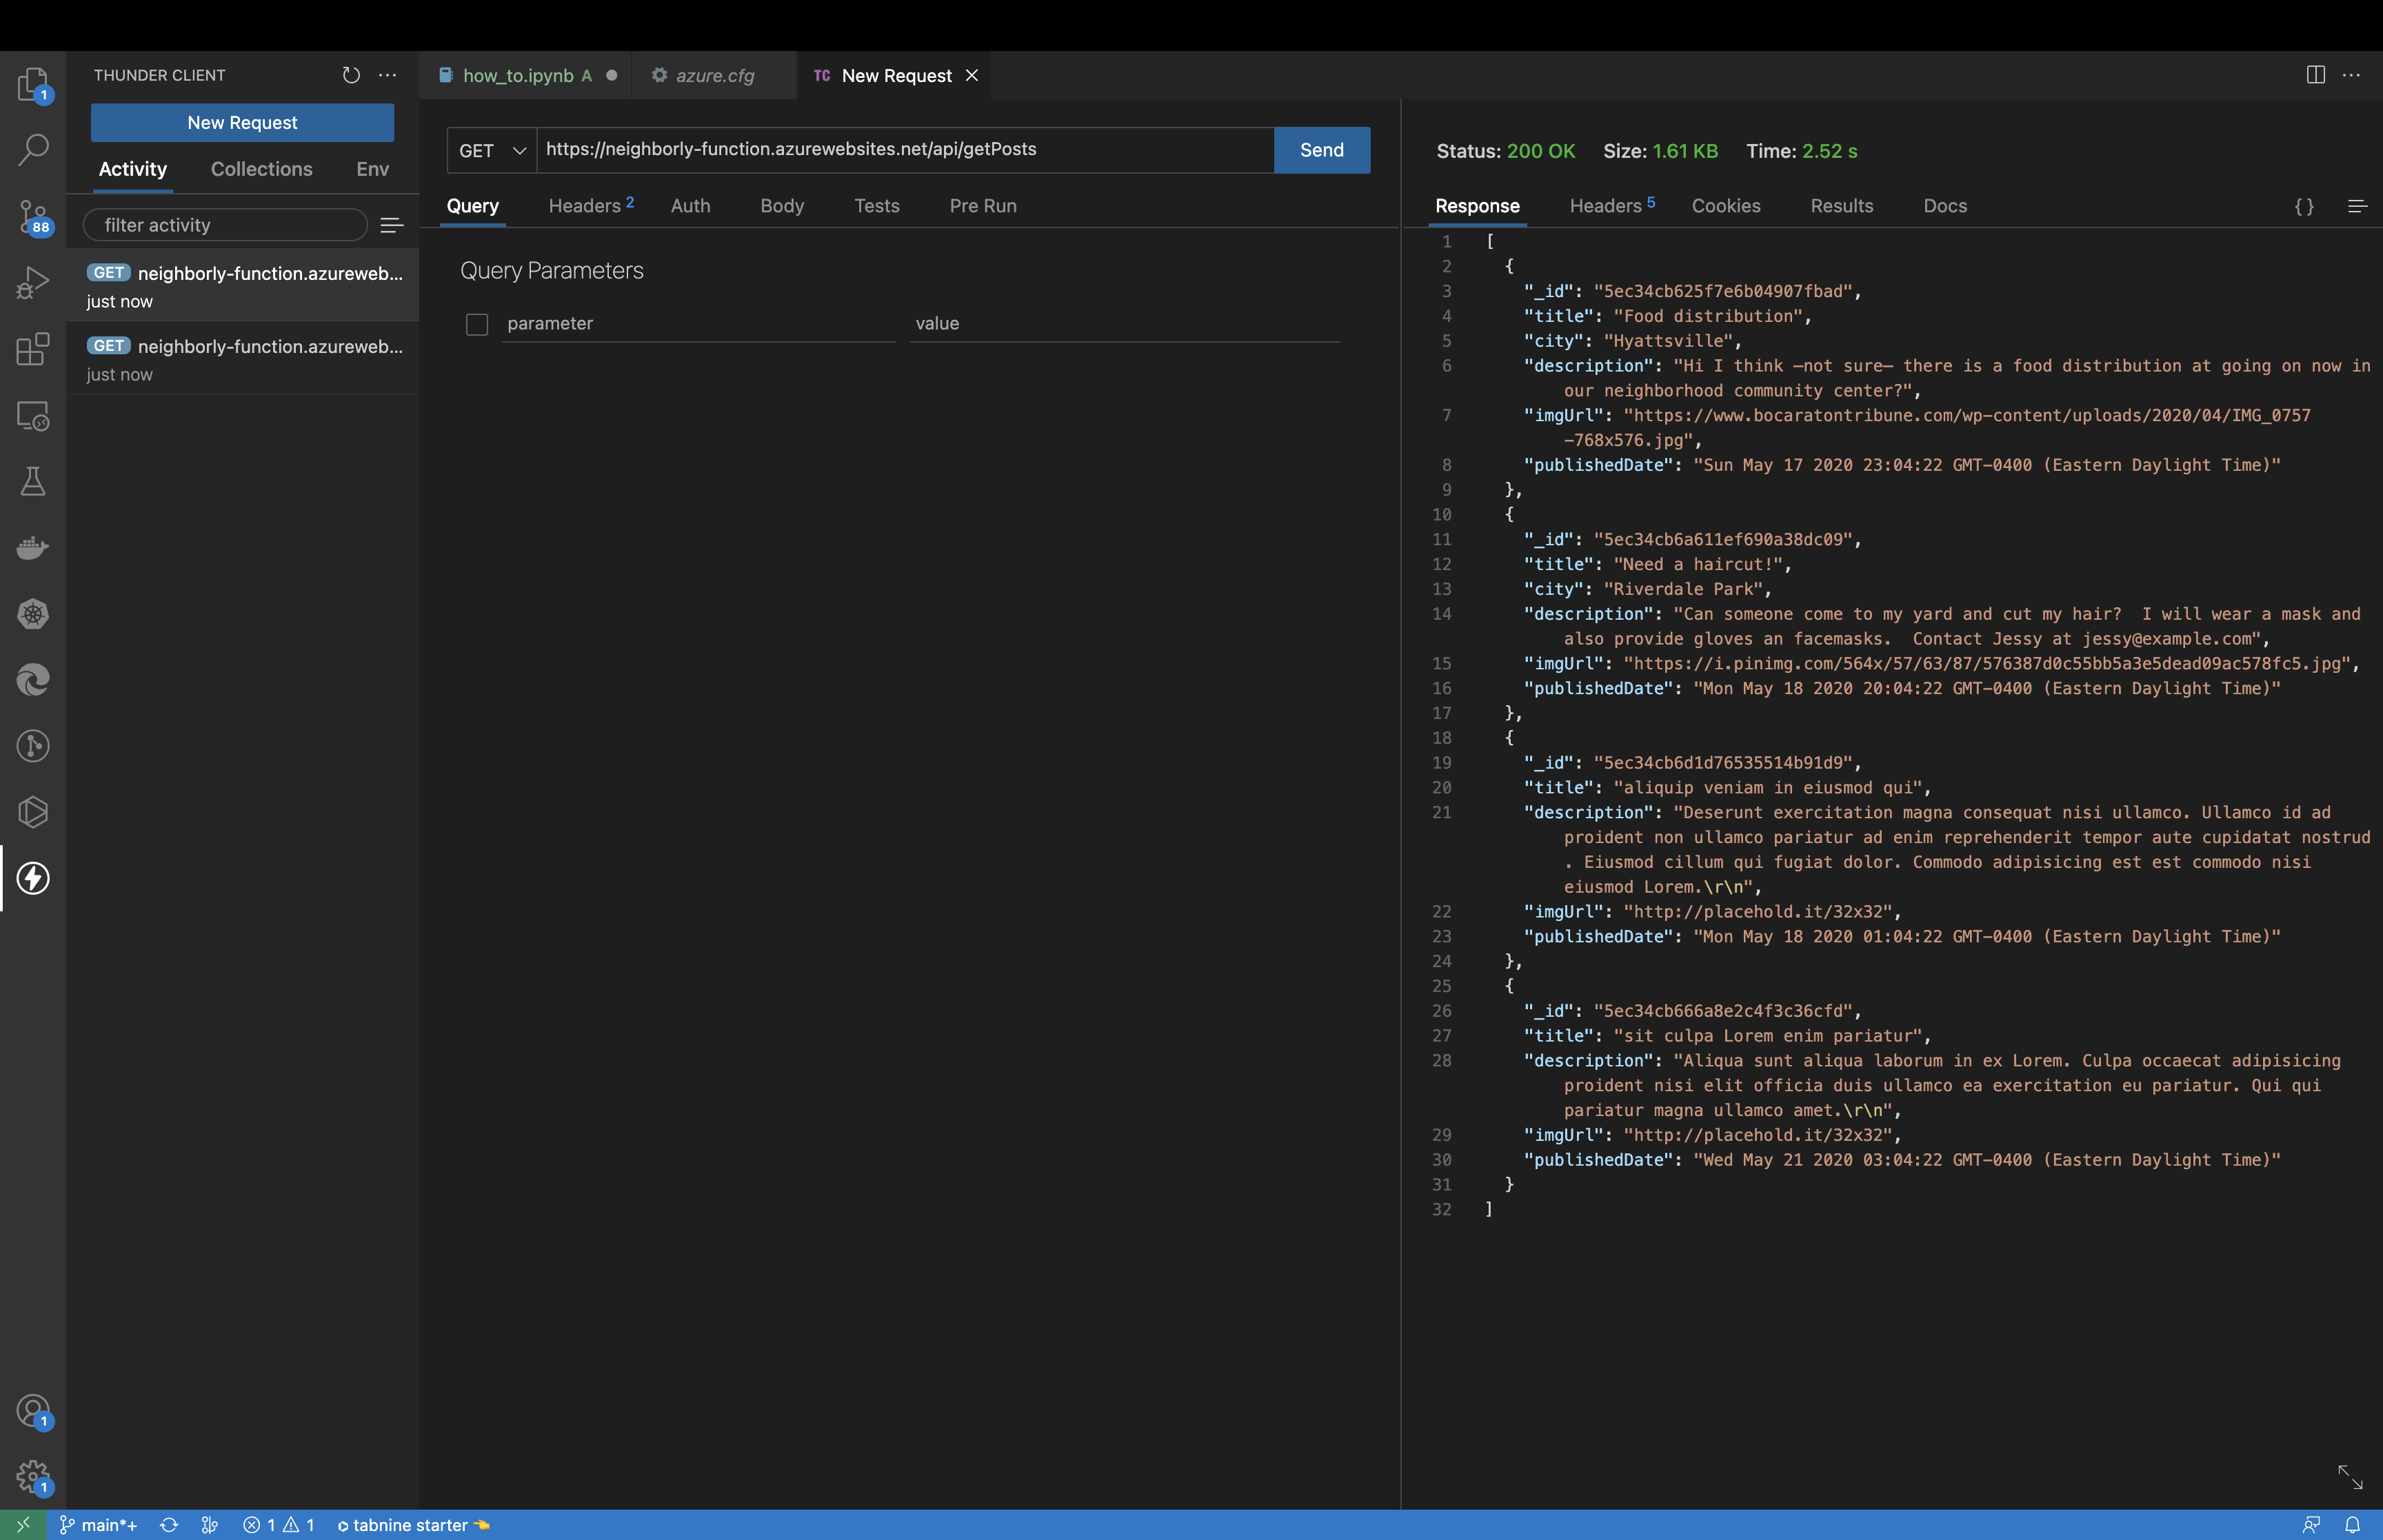 THUNDER CLIENT
New Request
Activity Collections Env
filter activity
GET neighborly-function.azureweb...
just now
GET neighborly-function.azureweb...
just now
how_to.ipynb A
azure.cfg
TC New Request
GET https://neighborly-function.azurewebsites.net/api/getPosts Send
Query Headers 2 Auth Body Tests Pre Run
Query Parameters
parameter value
Status: 200 OK Size: 1.61 KB Time: 2.52 s
Response Headers 5 Cookies Results Docs { }
1 [
2 {
3 "_id": "5ec34cb625f7e6b04907fbad",
4 "title": "Food distribution",
5 "city": "Hyattsville",
6 "description": "Hi I think —not sure— there is a food distribution at going on now in
our neighborhood community center?",
7 "imgUrl": "https://www.bocaratontribune.com/wp-content/uploads/2020/04/IMG_0757
-768x576.jpg",
8 "publishedDate": "Sun May 17 2020 23:04:22 GMT-0400 (Eastern Daylight Time)"
9 },
10 {
11 "_id": "5ec34cb6a611ef690a38dc09",
12 "title": "Need a haircut!",
13 "city": "Riverdale Park",
14 "description": "Can someone come to my yard and cut my hair?  I will wear a mask and
also provide gloves an facemasks.  Contact Jessy at jessy@example.com",
15 "imgUrl": "https://i.pinimg.com/564x/57/63/87/576387d0c55bb5a3e5dead09ac578fc5.jpg",
16 "publishedDate": "Mon May 18 2020 20:04:22 GMT-0400 (Eastern Daylight Time)"
17 },
18 {
19 "_id": "5ec34cb6d1d76535514b91d9",
20 "title": "aliquip veniam in eiusmod qui",
21 "description": "Deserunt exercitation magna consequat nisi ullamco. Ullamco id ad
proident non ullamco pariatur ad enim reprehenderit tempor aute cupidatat nostrud
. Eiusmod cillum qui fugiat dolor. Commodo adipisicing est est commodo nisi
eiusmod Lorem.\r\n",
22 "imgUrl": "http://placehold.it/32x32",
23 "publishedDate": "Mon May 18 2020 01:04:22 GMT-0400 (Eastern Daylight Time)"
24 },
25 {
26 "_id": "5ec34cb666a8e2c4f3c36cfd",
27 "title": "sit culpa Lorem enim pariatur",
28 "description": "Aliqua sunt aliqua laborum in ex Lorem. Culpa occaecat adipisicing
proident nisi elit officia duis ullamco ea exercitation eu pariatur. Qui qui
pariatur magna ullamco amet.\r\n",
29 "imgUrl": "http://placehold.it/32x32",
30 "publishedDate": "Wed May 21 2020 03:04:22 GMT-0400 (Eastern Daylight Time)"
31 }
32 ]
1
88
1
1
main*+ 1 1 tabnine starter